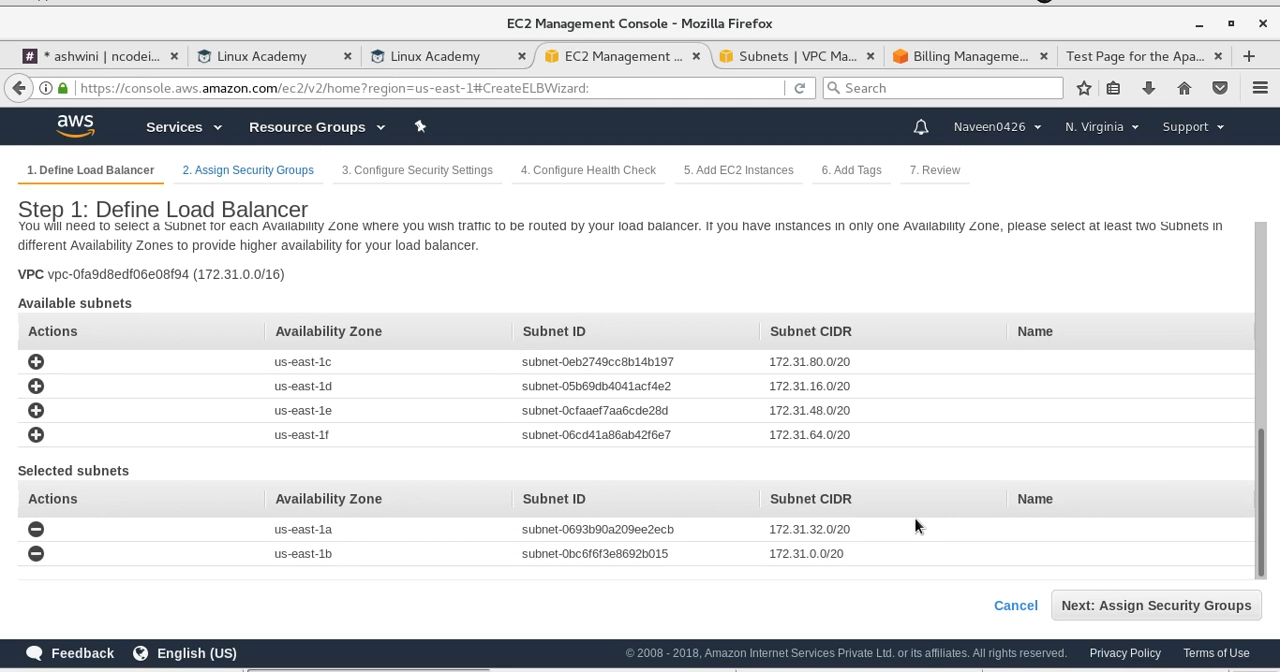 EC2 Management Console - Mozilla Firefox
# * ashwini | ncodei... × Linux Academy × Linux Academy × EC2 Management ... × Subnets | VPC Ma... × Billing Manageme... × Test Page for the Apa... × +
https://console.aws.amazon.com/ec2/v2/home?region=us-east-1#CreateELBWizard: Search
aws Services Resource Groups Naveen0426 N. Virginia Support
1. Define Load Balancer 2. Assign Security Groups 3. Configure Security Settings 4. Configure Health Check 5. Add EC2 Instances 6. Add Tags 7. Review
Step 1: Define Load Balancer
You will need to select a Subnet for each Availability Zone where you wish traffic to be routed by your load balancer. If you have instances in only one Availability Zone, please select at least two Subnets in
different Availability Zones to provide higher availability for your load balancer.
VPC vpc-0fa9d8edf06e08f94 (172.31.0.0/16)
Available subnets
Actions Availability Zone Subnet ID Subnet CIDR Name
us-east-1c subnet-0eb2749cc8b14b197 172.31.80.0/20
us-east-1d subnet-05b69db4041acf4e2 172.31.16.0/20
us-east-1e subnet-0cfaaef7aa6cde28d 172.31.48.0/20
us-east-1f subnet-06cd41a86ab42f6e7 172.31.64.0/20
Selected subnets
Actions Availability Zone Subnet ID Subnet CIDR Name
us-east-1a subnet-0693b90a209ee2ecb 172.31.32.0/20
us-east-1b subnet-0bc6f6f3e8692b015 172.31.0.0/20
Cancel Next: Assign Security Groups
Feedback English (US) © 2008 - 2018, Amazon Internet Services Private Ltd. or its affiliates. All rights reserved. Privacy Policy Terms of Use